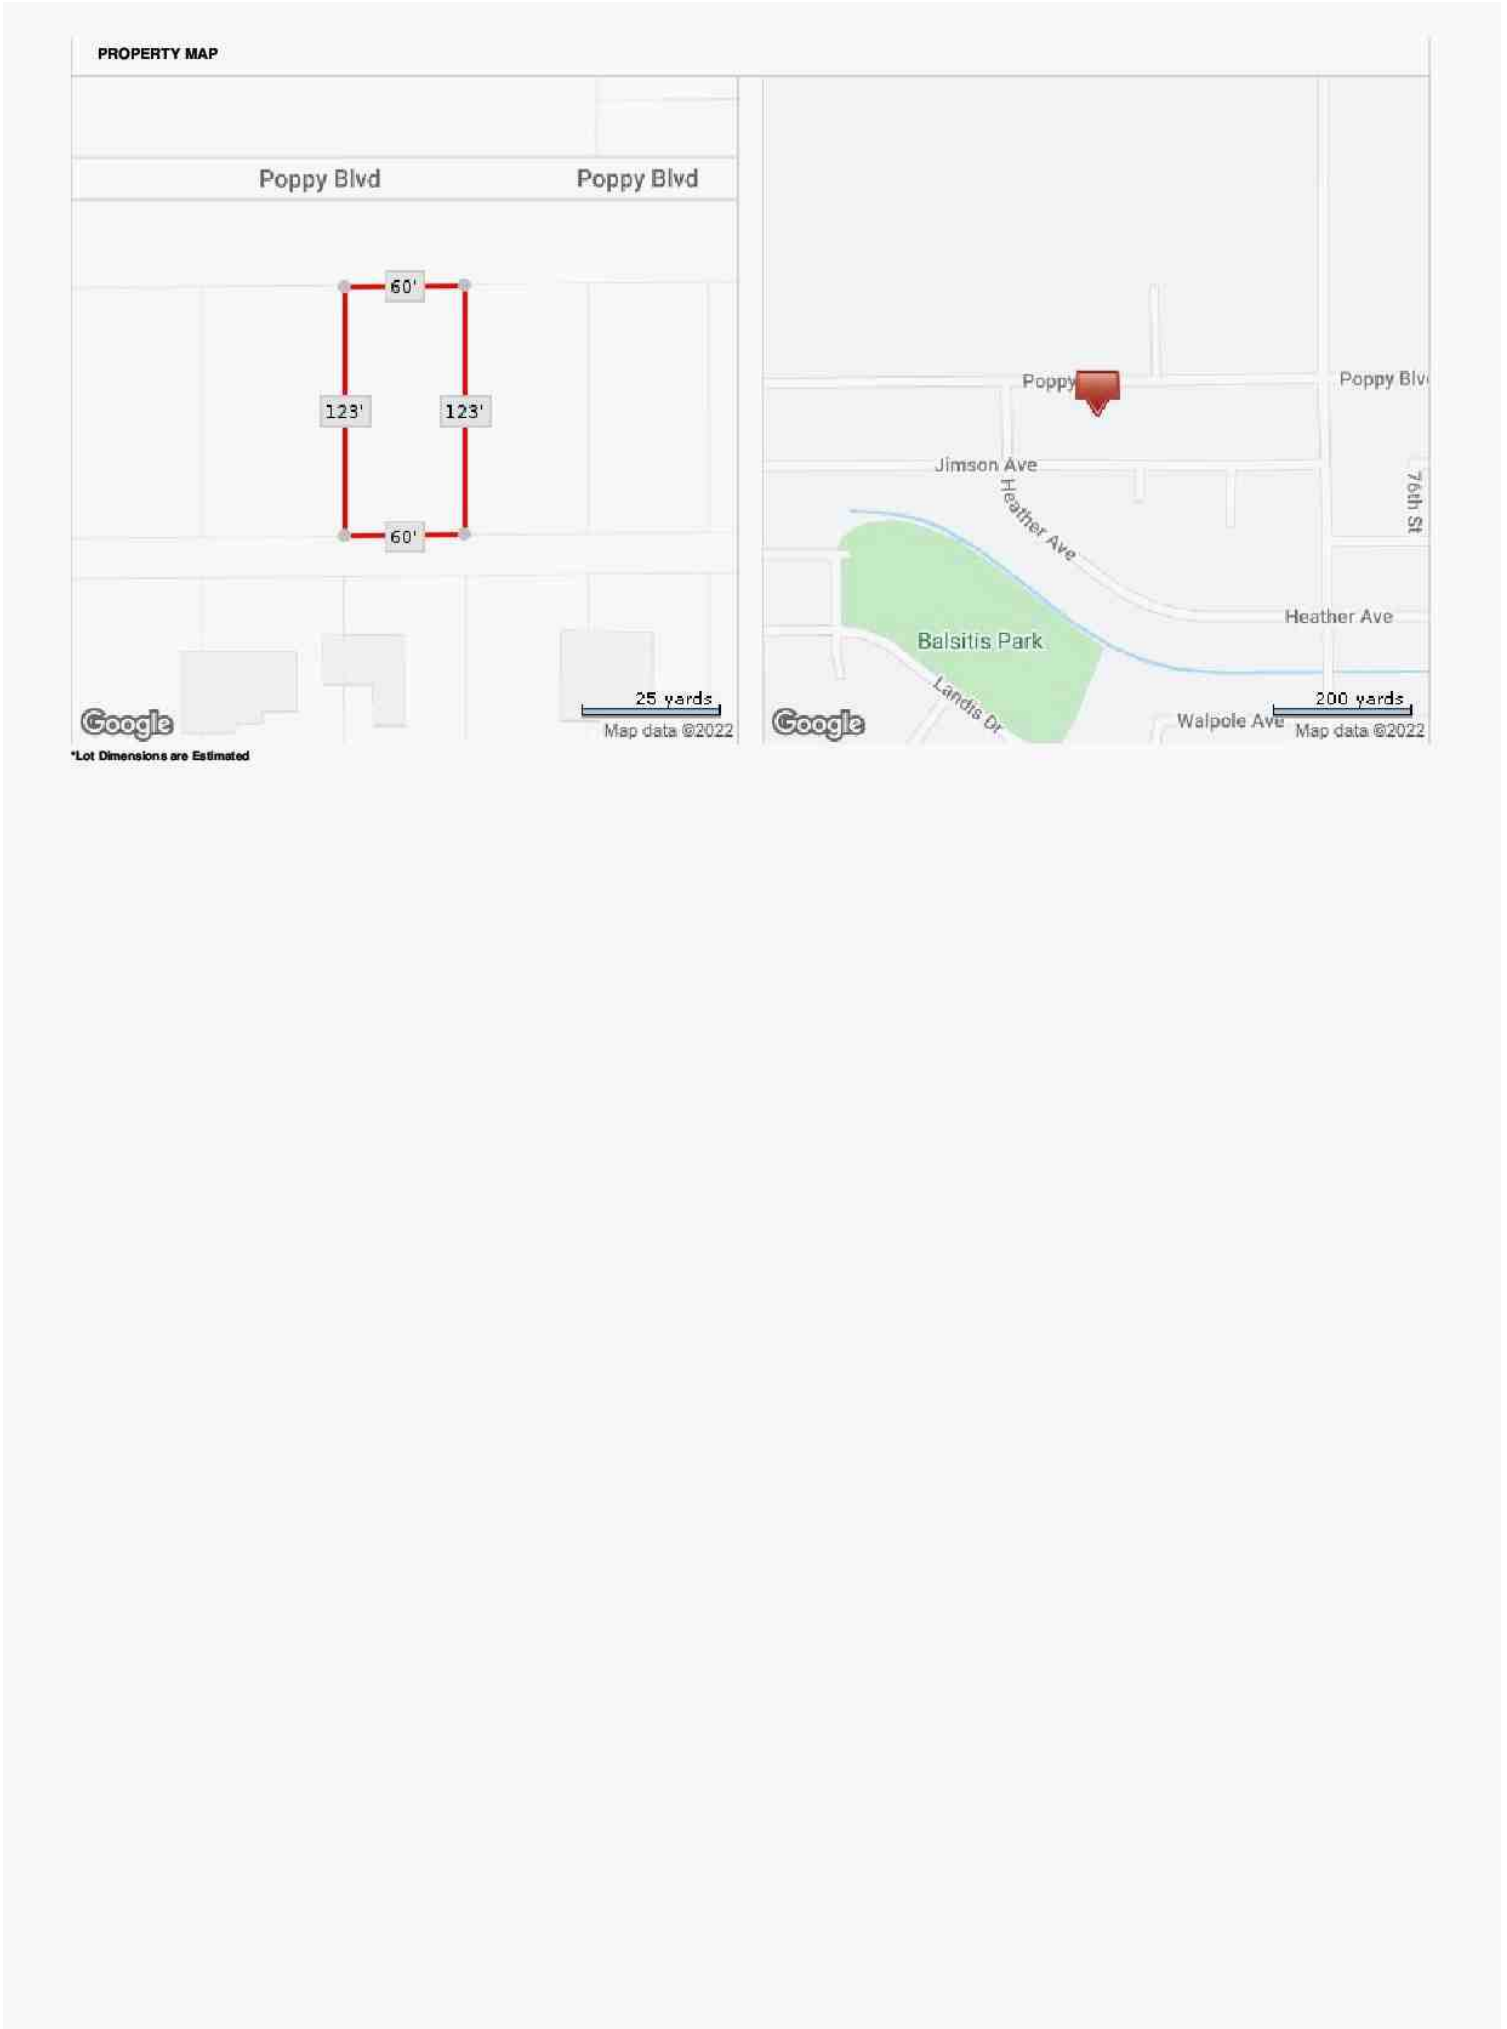 PROPERTY MAP
Poppy Blvd
Poppy Blvd
60'
123'
123'
60'
25 yards
Google
Map data ©2022
Poppy
Poppy Blv
Jimson Ave
76th St
Heather Ave
Heather Ave
Balsitis Park
Landis Dr
200 yards
Walpole Ave
Google
Map data ©2022
*Lot Dimensions are Estimated